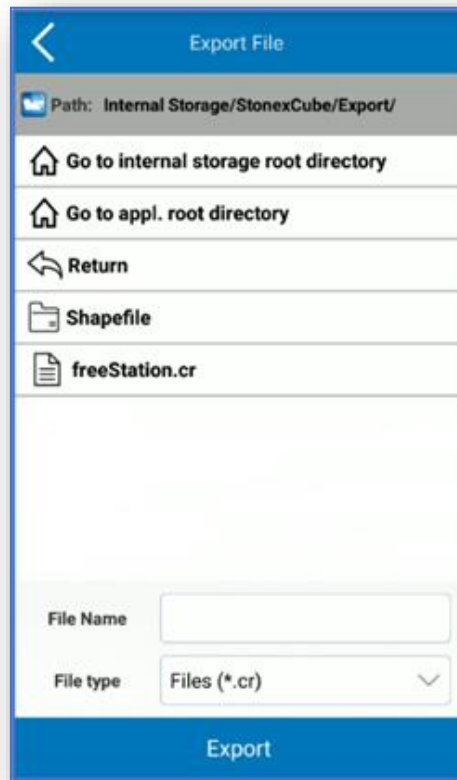 Export File
Path: Internal Storage/StonexCube/Export/
Go to internal storage root directory
Go to appl. root directory
Return
Shapefile
freeStation.cr
File Name
File type Files (*.cr)
Export